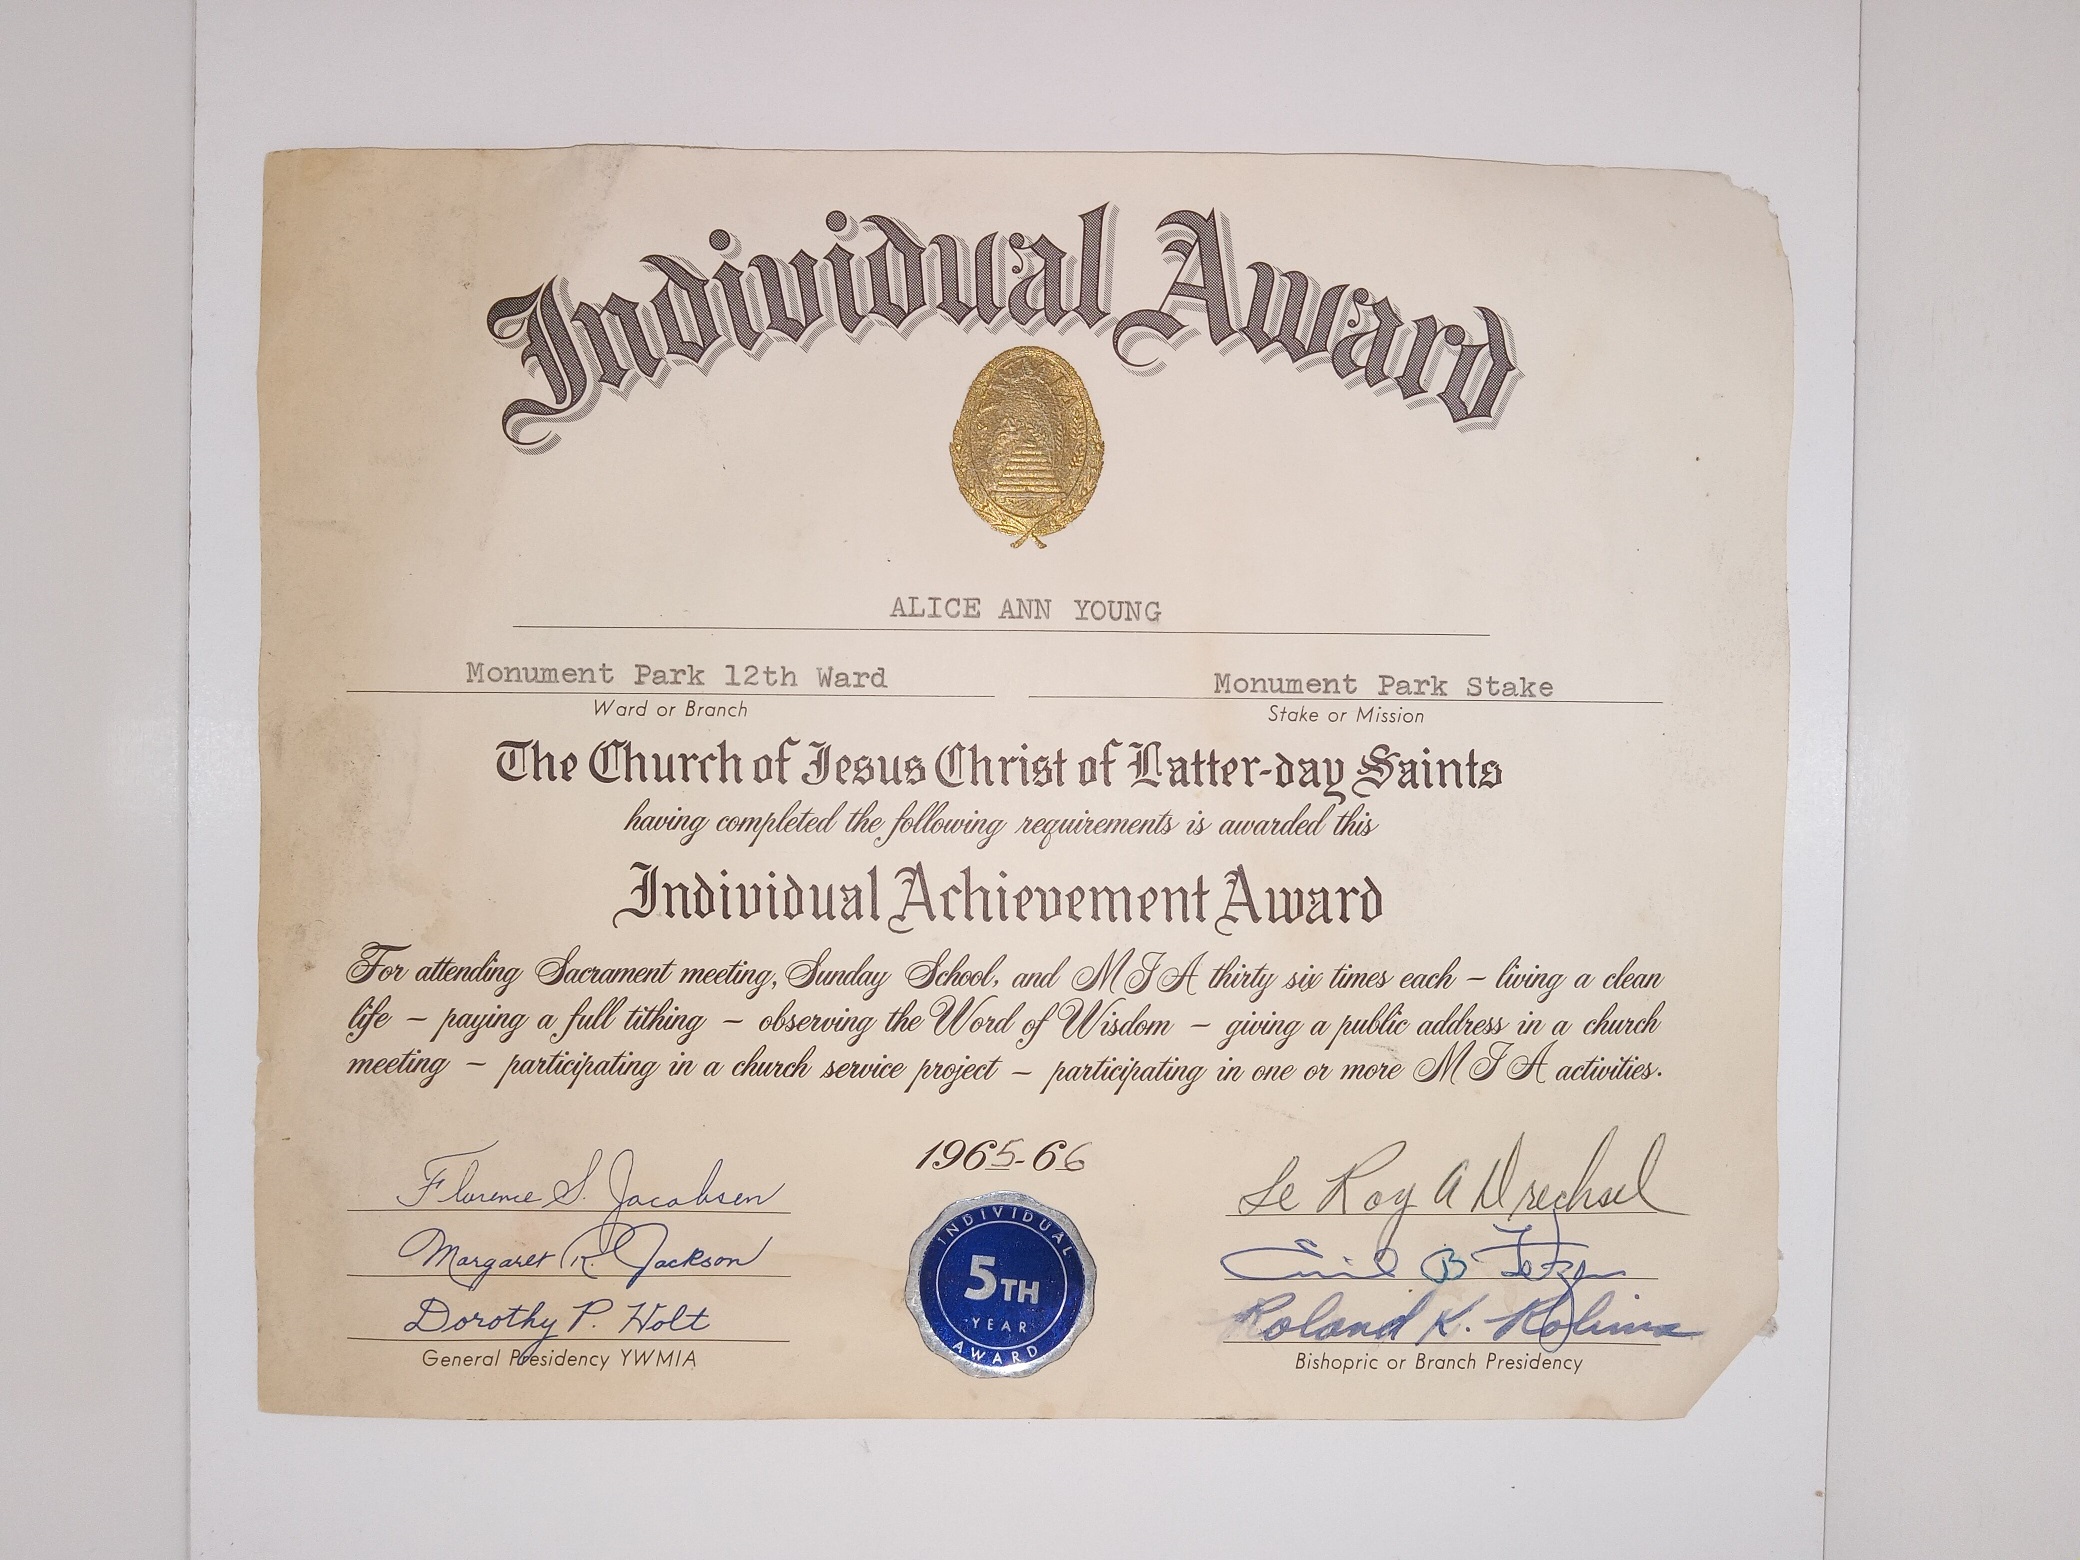 Individual Award
ALICE ANN YOUNG
Monument Park 12th Ward
Monument Park Stake
Ward or Branch
Stake or Mission
The Church of Jesus Christ of Latter-day Saints
having completed the following requirements is awarded this
Individual Achievement Award
For attending Sacrament meeting, Sunday School, and MIA thirty six times each – living a clean
life – paying a full tithing – observing the Word of Wisdom – giving a public address in a church
meeting – participating in a church service project – participating in one or more MIA activities.
1965-66
Florence S. Jacobsen
Margaret R. Jackson
Dorothy P. Holt
General Presidency YWMIA
INDIVIDUAL
5TH
YEAR
AWARD
Le Roy A Drechsel
Emil B Fetzer
Roland K.
Bishopric or Branch Presidency